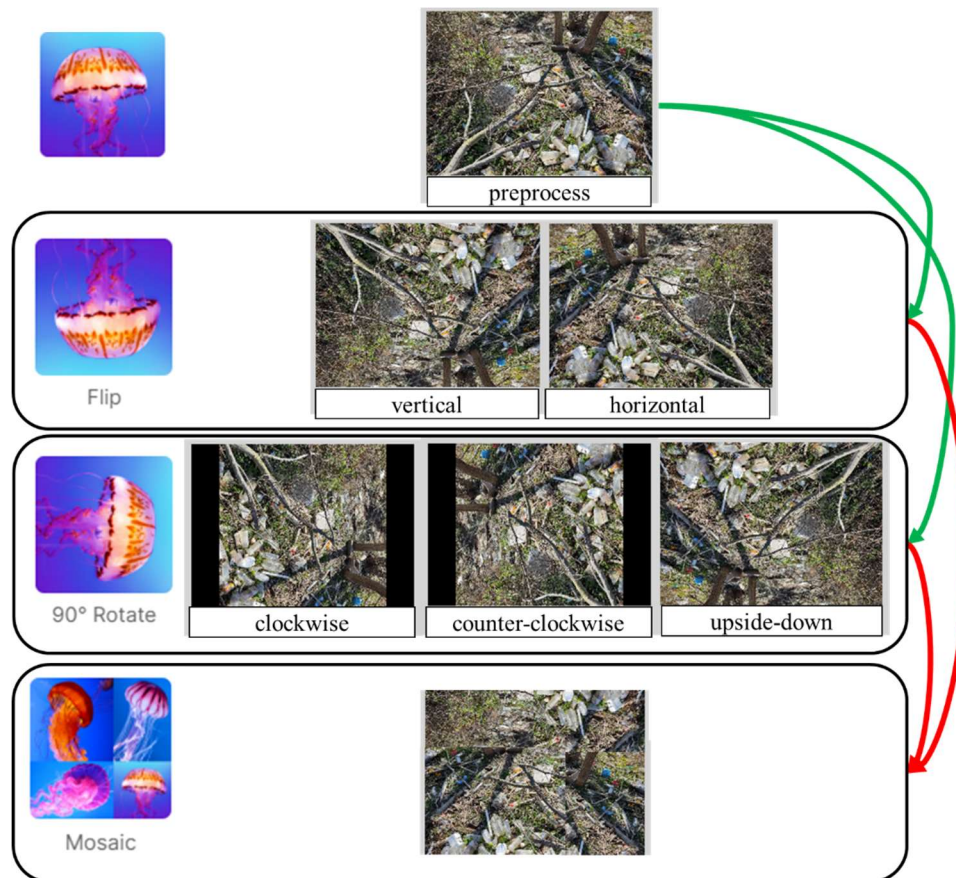 preprocess
Flip
vertical
horizontal
90° Rotate
clockwise
counter-clockwise
upside-down
Mosaic